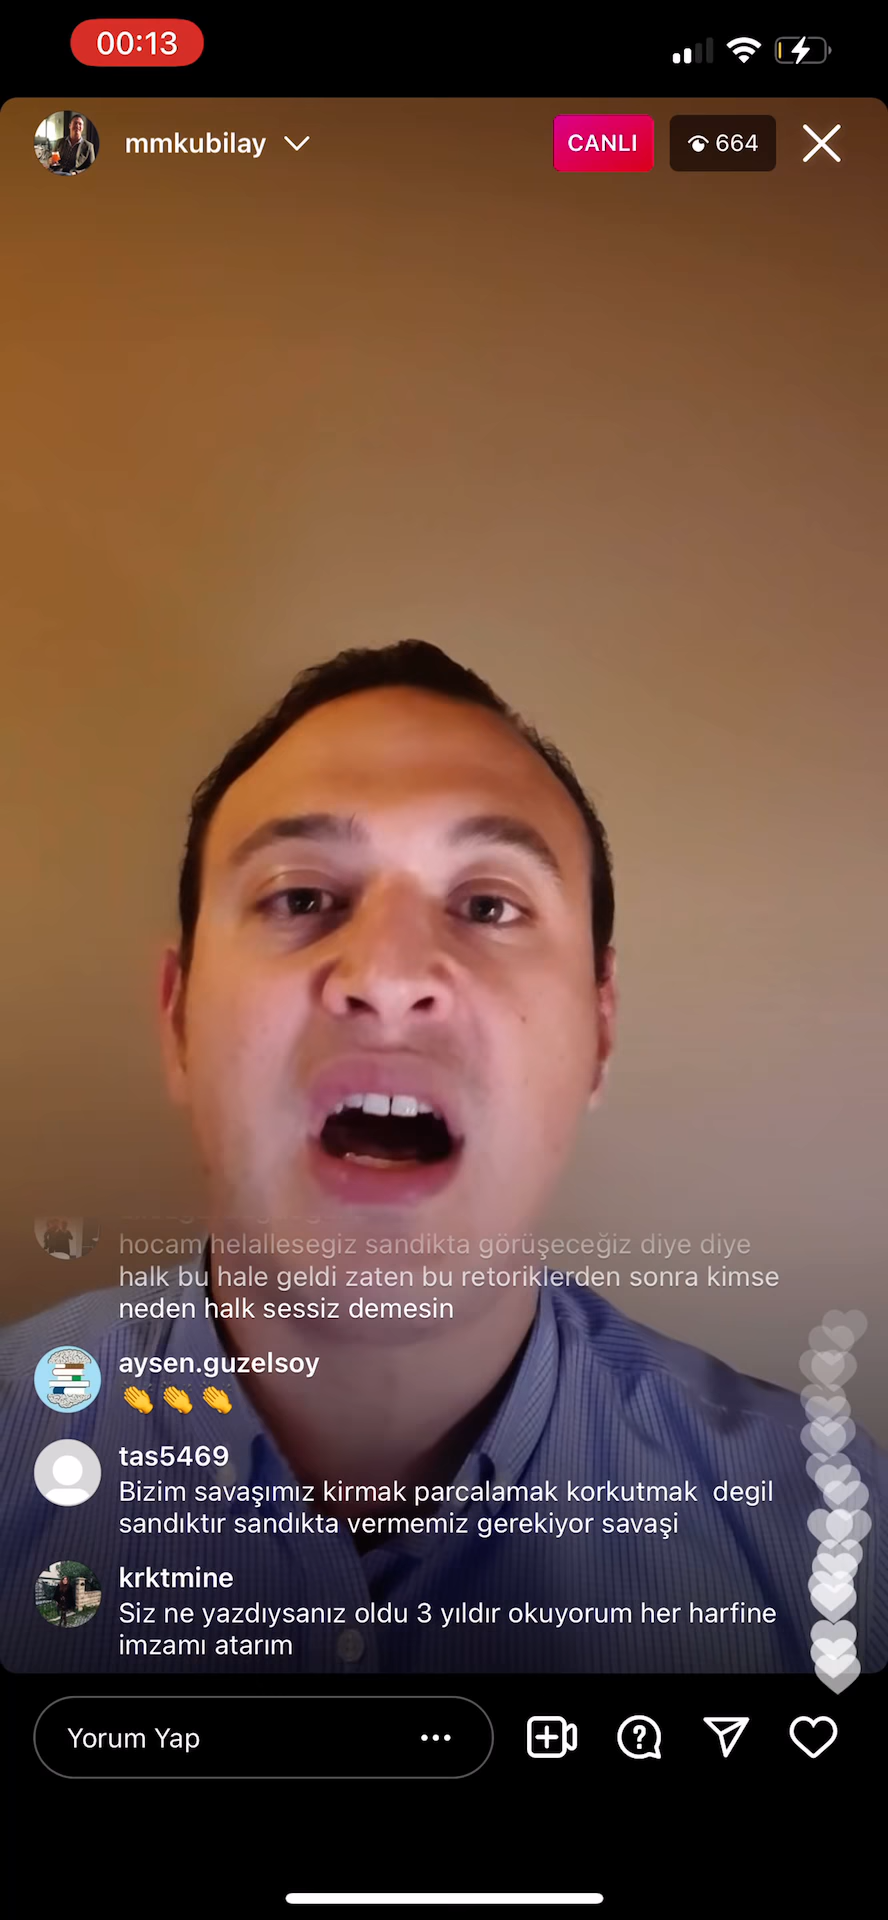 00:13
mmkubilay
CANLI
664
hocam helallesegiz sandikta görüşeceğiz diye diye
halk bu hale geldi zaten bu retoriklerden sonra kimse
neden halk sessiz demesin
aysen.guzelsoy
👏👏👏
tas5469
Bizim savaşımız kirmak parcalamak korkutmak degil
sandıktır sandıkta vermemiz gerekiyor savaşi
krktmine
Siz ne yazdıysanız oldu 3 yıldır okuyorum her harfine
imzamı atarım
Yorum Yap